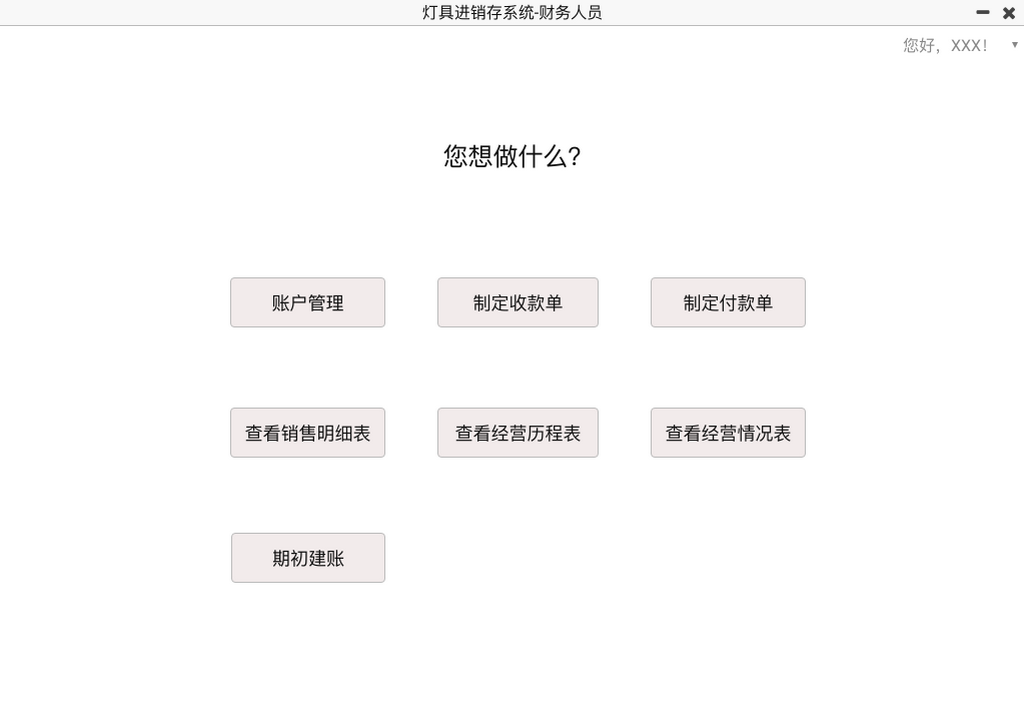 灯具进销存系统-财务人员
您好，XXX！
您想做什么?
账户管理 制定收款单 制定付款单
查看销售明细表 查看经营历程表 查看经营情况表
期初建账